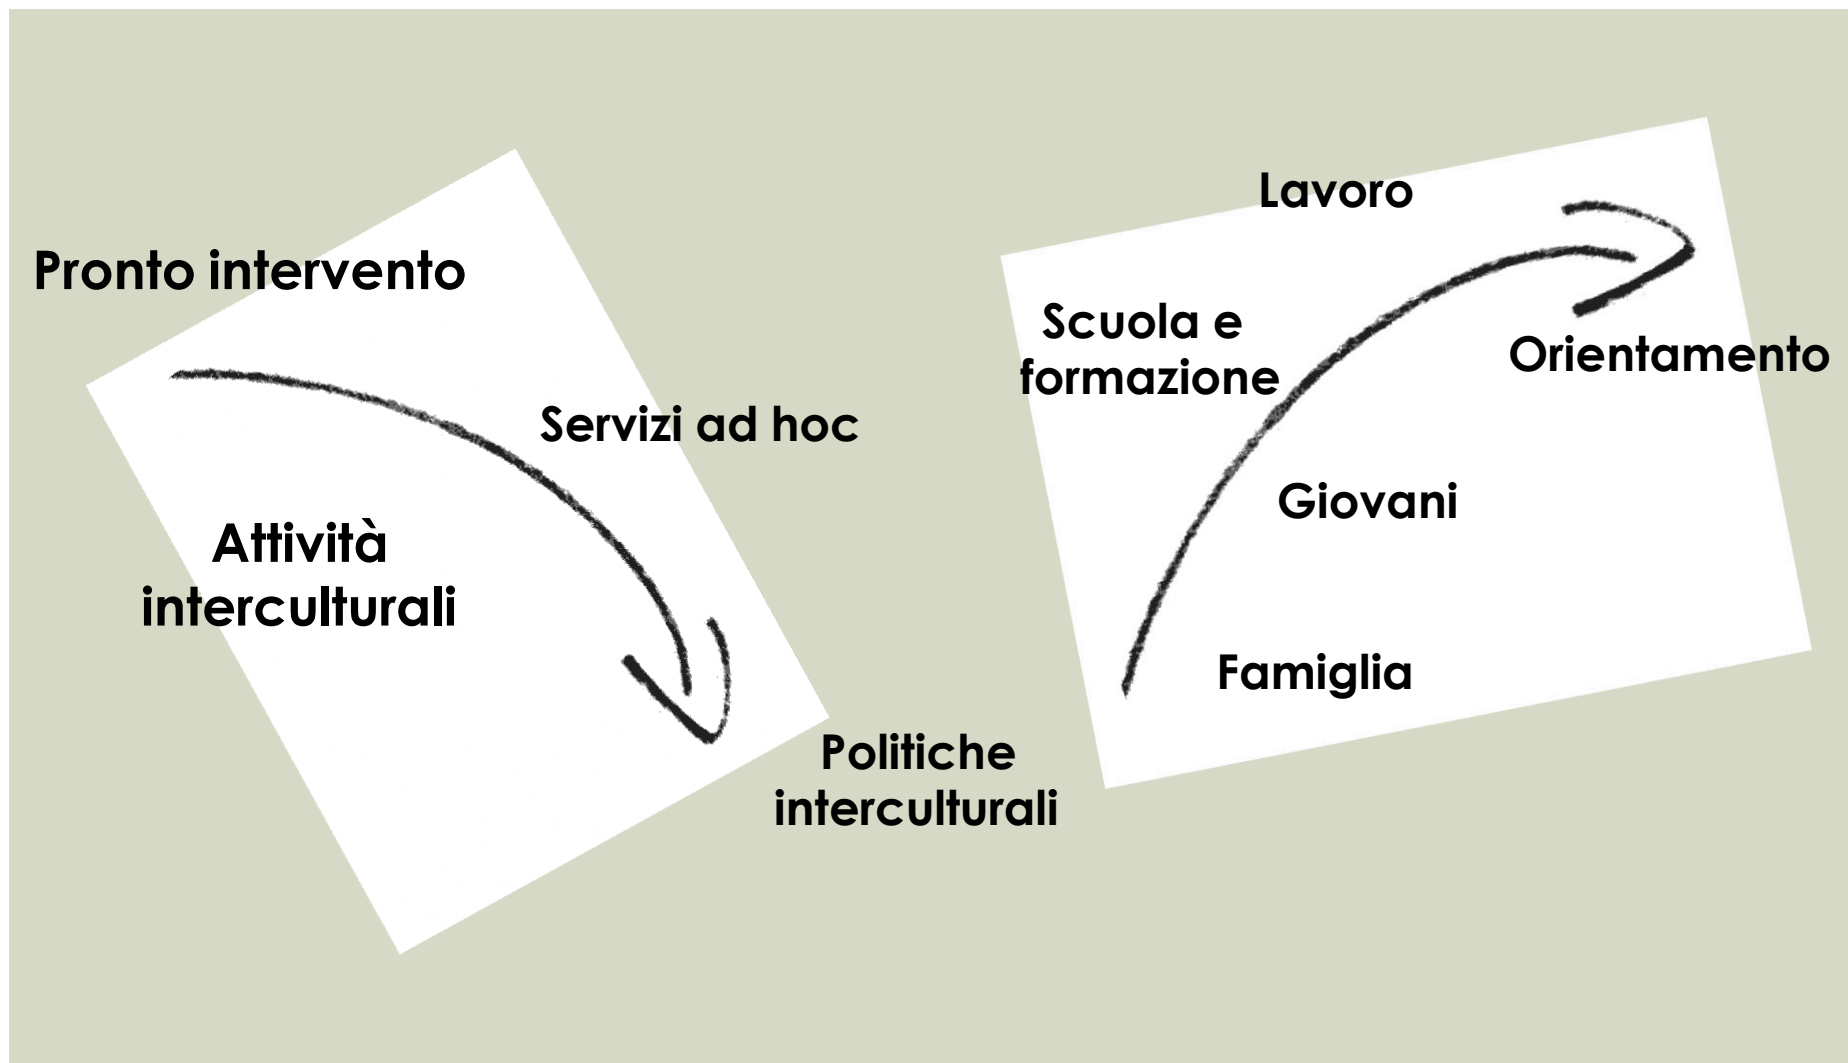 Pronto intervento
Servizi ad hoc
Attività
interculturali
Politiche
interculturali
Lavoro
Scuola e
formazione
Orientamento
Giovani
Famiglia